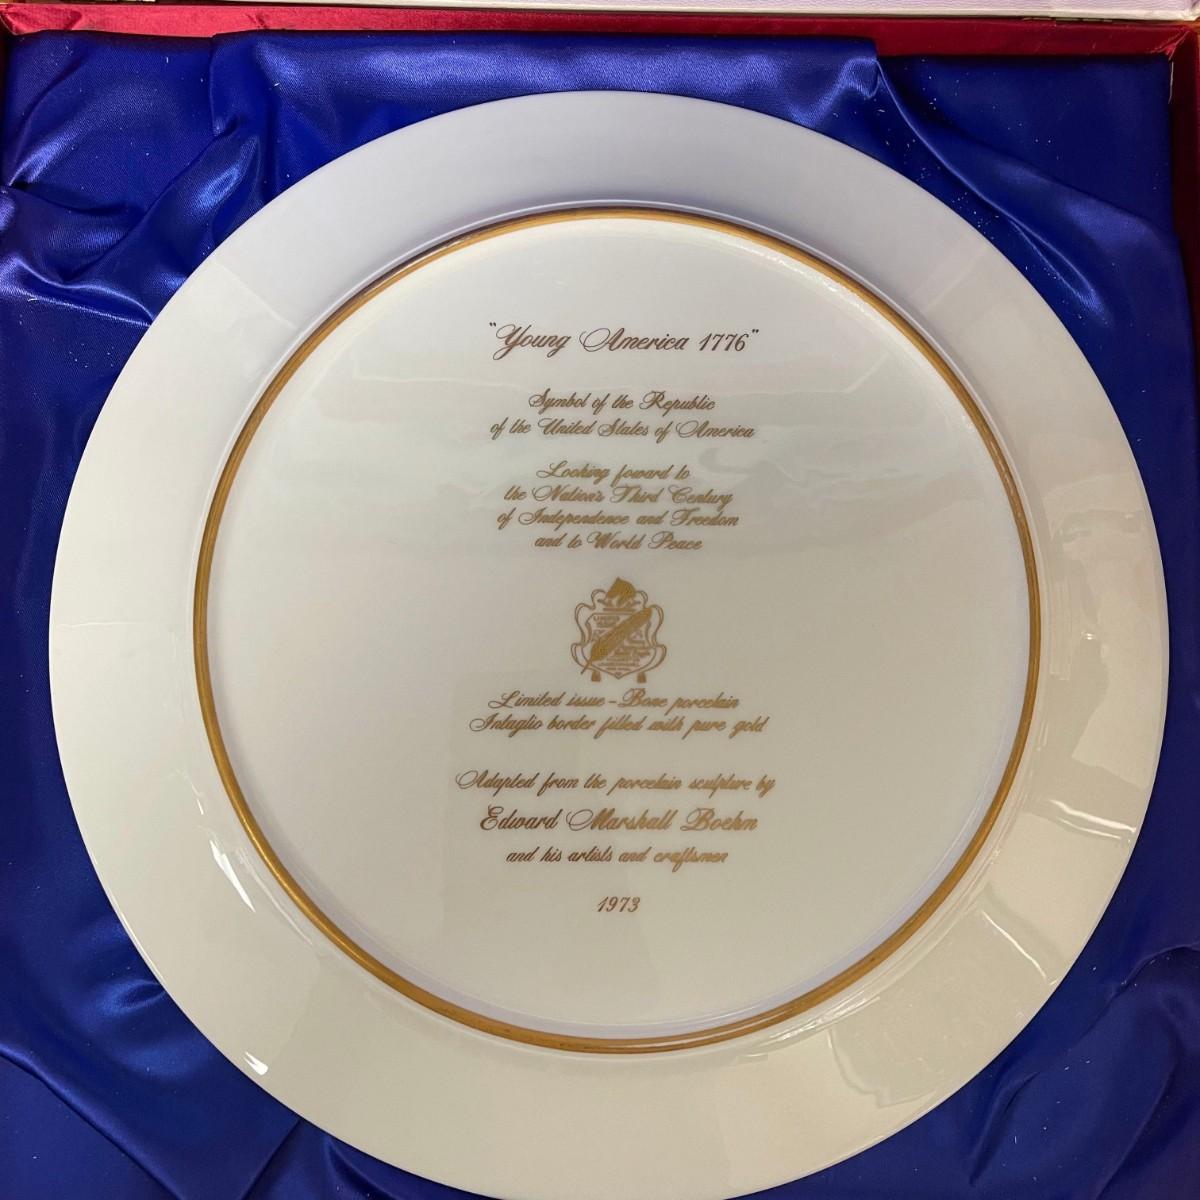 "Young America 1776"
Symbol of the Republic
of the United States of America
Looking foward to
the Nation's Third Century
of Independence and Freedom
and to World Peace
Limited issue - Bone porcelain
Intaglio border filled with pure gold
Adapted from the porcelain sculpture by
Edward Marshall Boehm
and his artists and craftsmen
1973